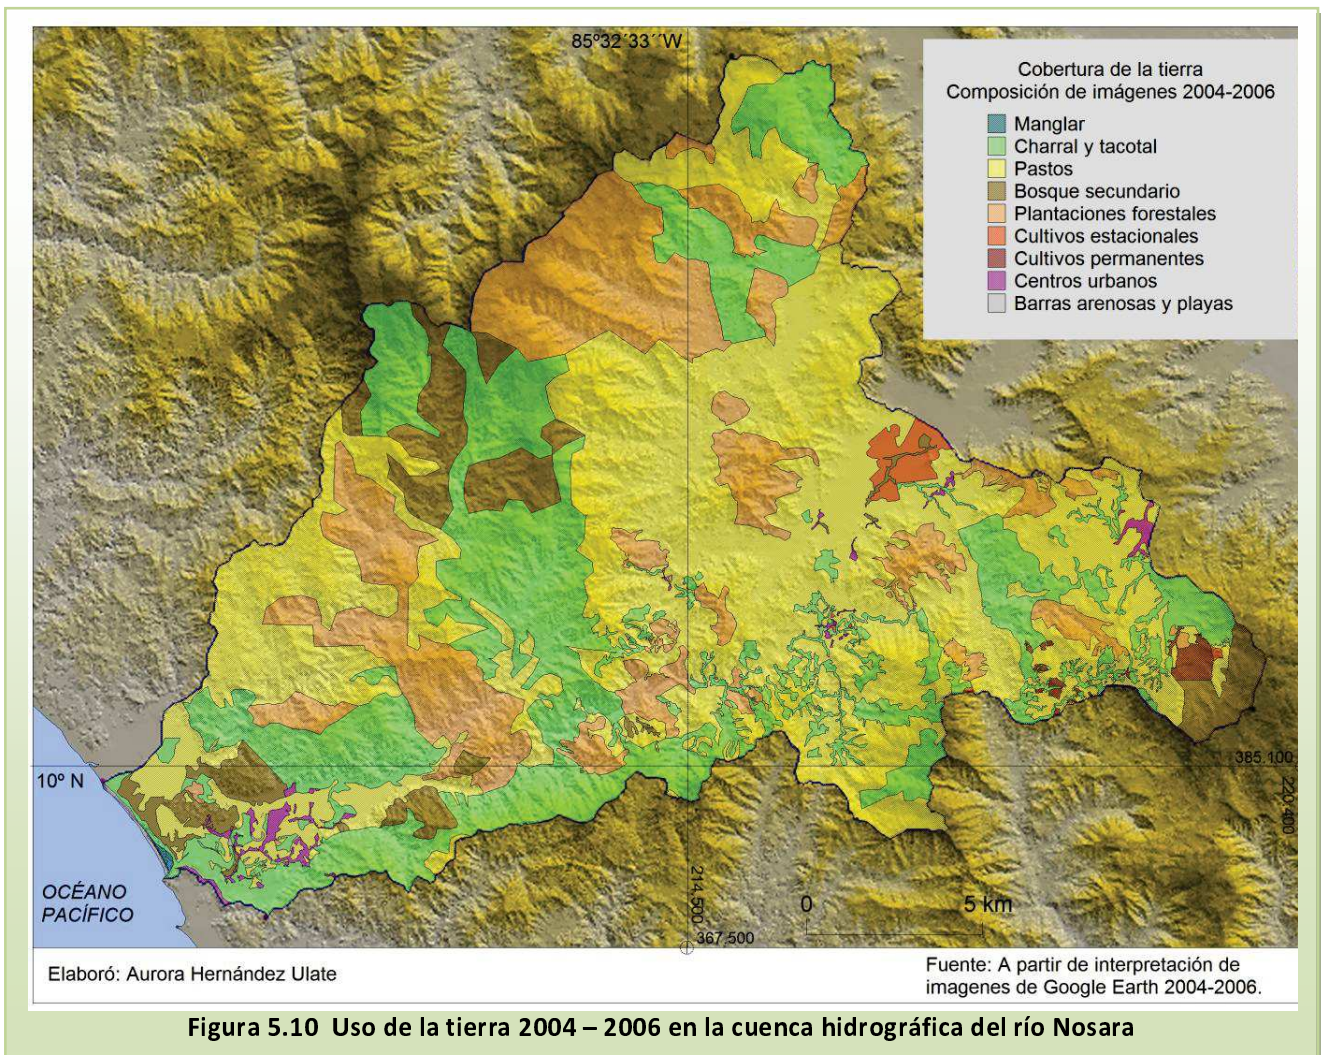 85º32´33´´W
Cobertura de la tierra
Composición de imágenes 2004-2006
Manglar
Charral y tacotal
Pastos
Bosque secundario
Plantaciones forestales
Cultivos estacionales
Cultivos permanentes
Centros urbanos
Barras arenosas y playas
385.100
220.400
10º N
OCÉANO
PACÍFICO
214.500
0 5 km
367.500
Elaboró: Aurora Hernández Ulate
Fuente: A partir de interpretación de
imagenes de Google Earth 2004-2006.
Figura 5.10 Uso de la tierra 2004 – 2006 en la cuenca hidrográfica del río Nosara